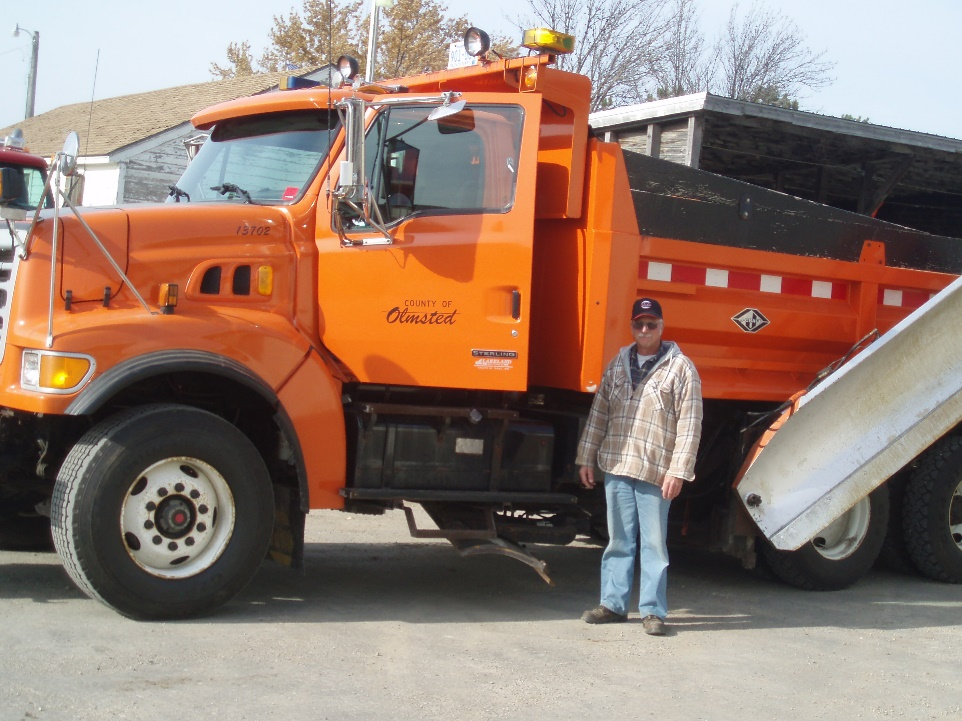 13702
COUNTY OF
Olmsted
STERLING